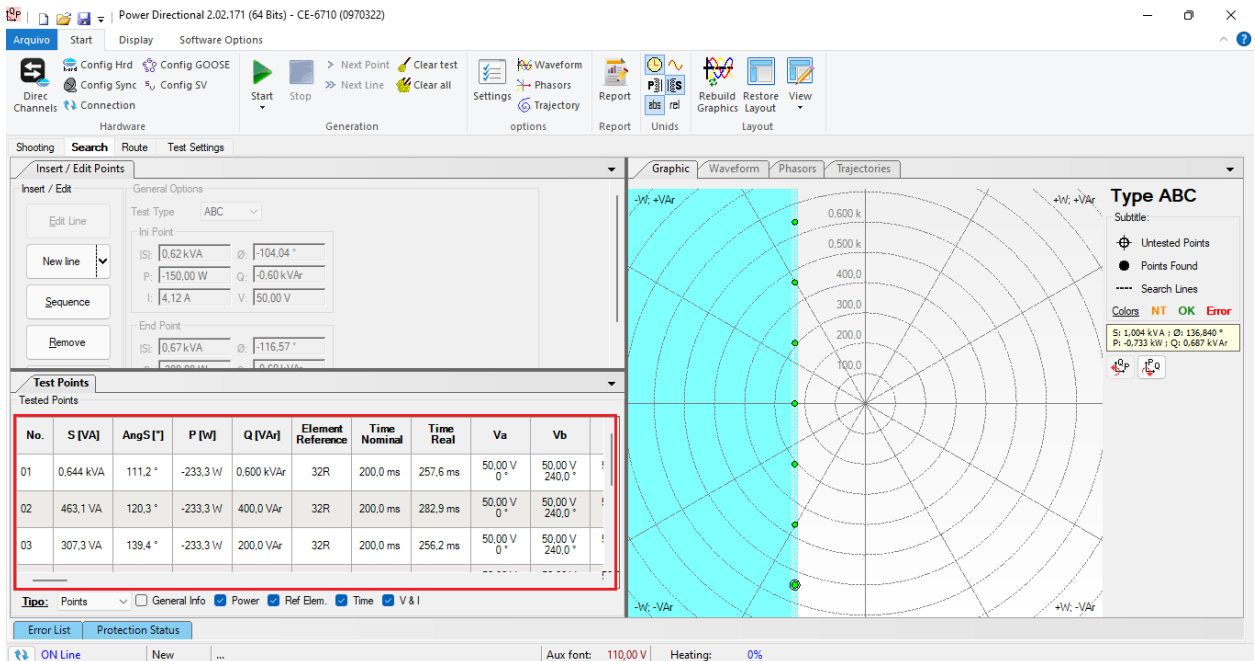 Power Directional 2.02.171 (64 Bits) - CE-6710 (0970322)
Arquivo Start Display Software Options
Direc Channels
Config Hrd Config GOOSE
Config Sync Config SV
Connection
Hardware
Start Stop
Next Point Clear test
Next Line Clear all
Generation
Settings
Waveform
Phasors
Trajectory
options
Report
Report
P S
abs rel
Unids
Rebuild Graphics Restore Layout View
Layout
Shooting Search Route Test Settings
Insert / Edit Points
Insert / Edit
Edit Line
New line
Sequence
Remove
General Options
Test Type ABC
Ini Point
|S|: 0,62 kVA Ø: -104,04 °
P: -150,00 W Q: -0,60 kVAr
I: 4,12 A V: 50,00 V
End Point
|S|: 0,67 kVA Ø: -116,57 °
Test Points
Tested Points
No. S [VA] AngS [°] P [W] Q [VAr] Element Reference Time Nominal Time Real Va Vb
01 0,644 kVA 111,2 ° -233,3 W 0,600 kVAr 32R 200,0 ms 257,6 ms 50,00 V 0 ° 50,00 V 240,0 °
02 463,1 VA 120,3 ° -233,3 W 400,0 VAr 32R 200,0 ms 282,9 ms 50,00 V 0 ° 50,00 V 240,0 °
03 307,3 VA 139,4 ° -233,3 W 200,0 VAr 32R 200,0 ms 256,2 ms 50,00 V 0 ° 50,00 V 240,0 °
Tipo: Points General Info Power Ref Elem. Time V & I
Error List Protection Status
ON Line New ... Aux font: 110,00 V Heating: 0%
Graphic Waveform Phasors Trajectories
-W; +VAr +W; +VAr
0,600 k
0,500 k
400,0
300,0
200,0
100,0
-W; -VAr +W; -VAr
Type ABC
Subtitle:
Untested Points
Points Found
Search Lines
Colors NT OK Error
S: 1,004 kVA ; Ø: 136,840 °
P: -0,733 kW ; Q: 0,687 kVAr
QP PQ